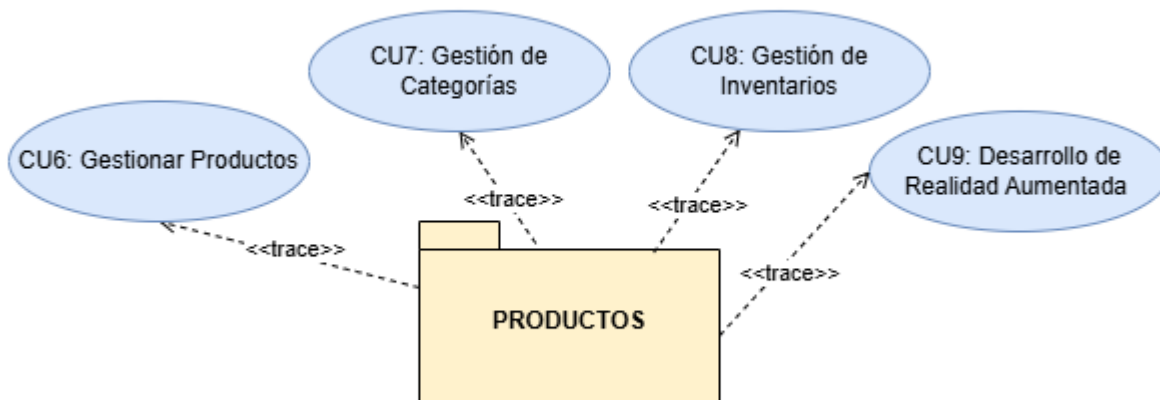 CU7: Gestión de
Categorías
CU8: Gestión de
Inventarios
CU6: Gestionar Productos
CU9: Desarrollo de
Realidad Aumentada
<<trace>>
<<trace>>
<<trace>>
<<trace>>
PRODUCTOS